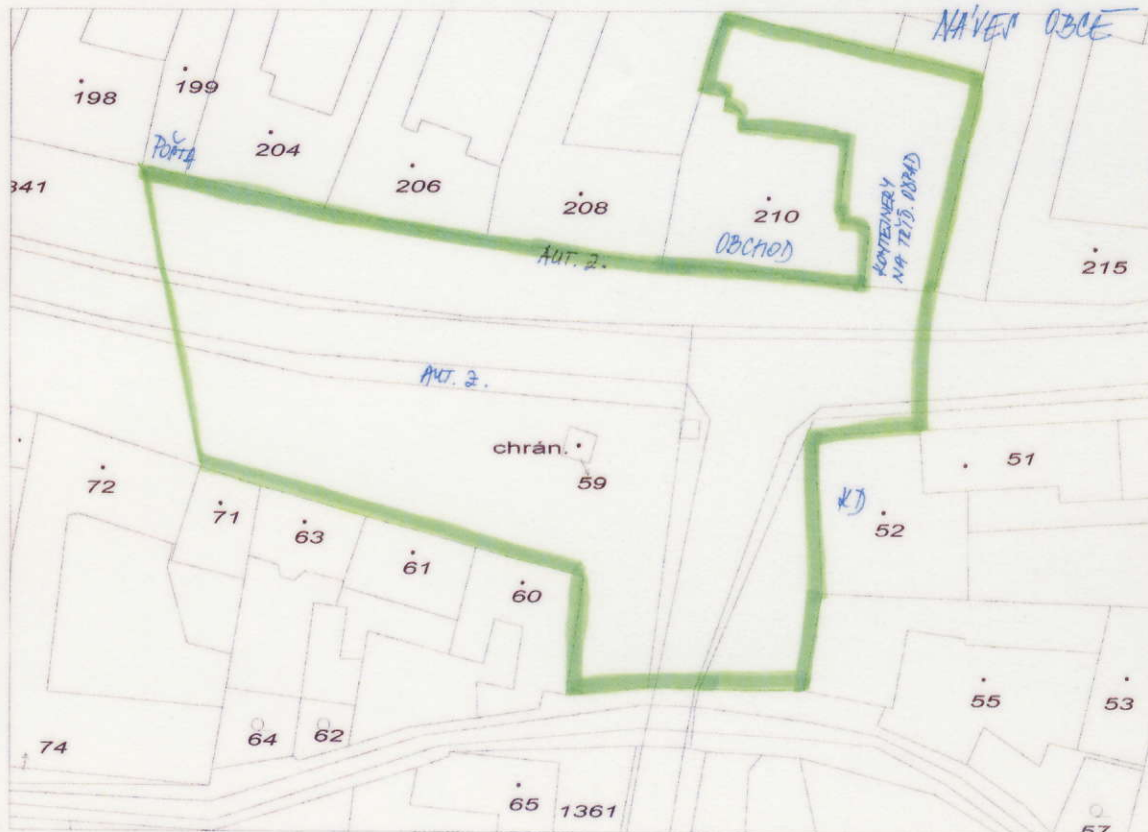 NÁVES OBCE
198
199
204
206
208
210
215
POŠTA
341
AUT. Z.
OBCHOD
KONTEJNERY
NA TŘÍD. ODPAD
AUT. Z.
chrán.
59
72
71
63
61
60
KD
52
51
55
53
74
64
62
65
1361
57